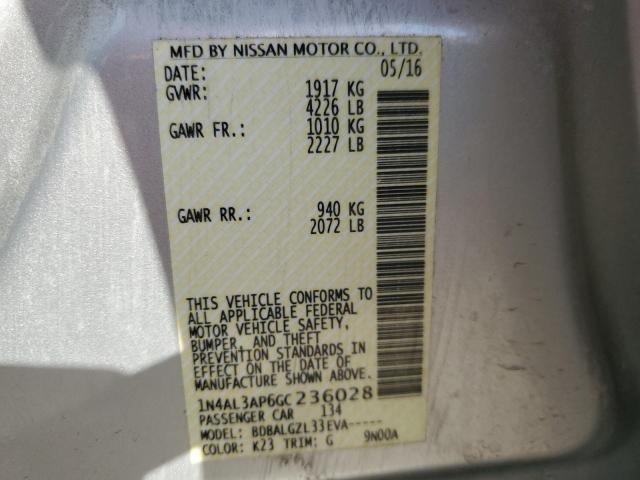 MFD BY NISSAN MOTOR CO., LTD.
DATE: 05/16
GVWR: 1917 KG
4226 LB
GAWR FR.: 1010 KG
2227 LB
GAWR RR.: 940 KG
2072 LB
THIS VEHICLE CONFORMS TO
ALL APPLICABLE FEDERAL
MOTOR VEHICLE SAFETY,
BUMPER, AND THEFT
PREVENTION STANDARDS IN
EFFECT ON THE DATE OF
MANUFACTURE SHOWN ABOVE.
1N4AL3AP6GC236028
PASSENGER CAR 134
MODEL: BDBALGZL33EVA-----
COLOR: K23 TRIM: G 9N00A